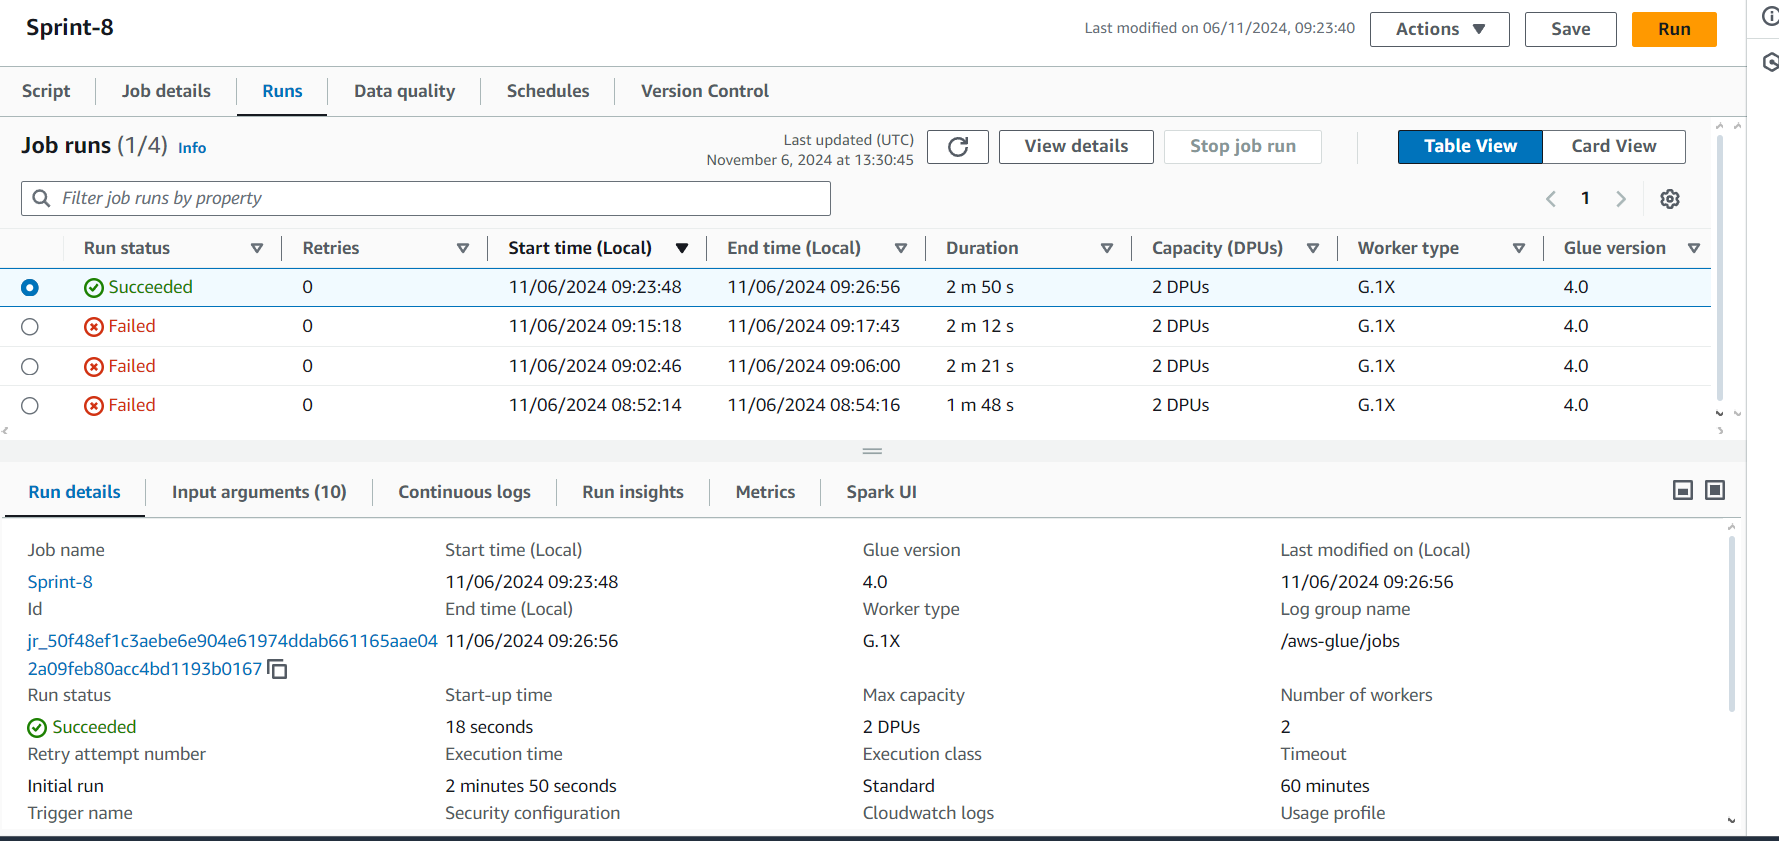 Sprint-8
Last modified on 06/11/2024, 09:23:40
Actions
Save
Run
Script
Job details
Runs
Data quality
Schedules
Version Control
Job runs (1/4) Info
Last updated (UTC)
November 6, 2024 at 13:30:45
View details
Stop job run
Table View
Card View
Filter job runs by property
1
Run status Retries Start time (Local) End time (Local) Duration Capacity (DPUs) Worker type Glue version
Succeeded 0 11/06/2024 09:23:48 11/06/2024 09:26:56 2 m 50 s 2 DPUs G.1X 4.0
Failed 0 11/06/2024 09:15:18 11/06/2024 09:17:43 2 m 12 s 2 DPUs G.1X 4.0
Failed 0 11/06/2024 09:02:46 11/06/2024 09:06:00 2 m 21 s 2 DPUs G.1X 4.0
Failed 0 11/06/2024 08:52:14 11/06/2024 08:54:16 1 m 48 s 2 DPUs G.1X 4.0
Run details
Input arguments (10)
Continuous logs
Run insights
Metrics
Spark UI
Job name Start time (Local) Glue version Last modified on (Local)
Sprint-8 11/06/2024 09:23:48 4.0 11/06/2024 09:26:56
Id End time (Local) Worker type Log group name
jr_50f48ef1c3aebe6e904e61974ddab661165aae04 11/06/2024 09:26:56 G.1X /aws-glue/jobs
2a09feb80acc4bd1193b0167
Run status Start-up time Max capacity Number of workers
Succeeded 18 seconds 2 DPUs 2
Retry attempt number Execution time Execution class Timeout
Initial run 2 minutes 50 seconds Standard 60 minutes
Trigger name Security configuration Cloudwatch logs Usage profile